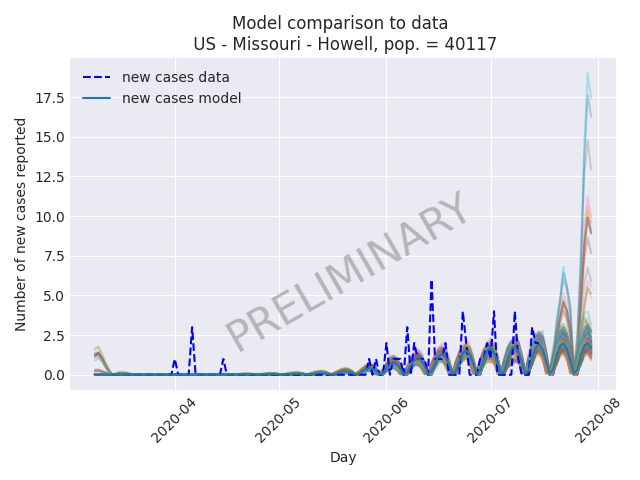 Model comparison to data
US - Missouri - Howell, pop. = 40117
new cases data
new cases model
Number of new cases reported
17.5
15.0
12.5
10.0
7.5
5.0
2.5
0.0
PRELIMINARY
2020-04
2020-05
2020-06
2020-07
2020-08
Day